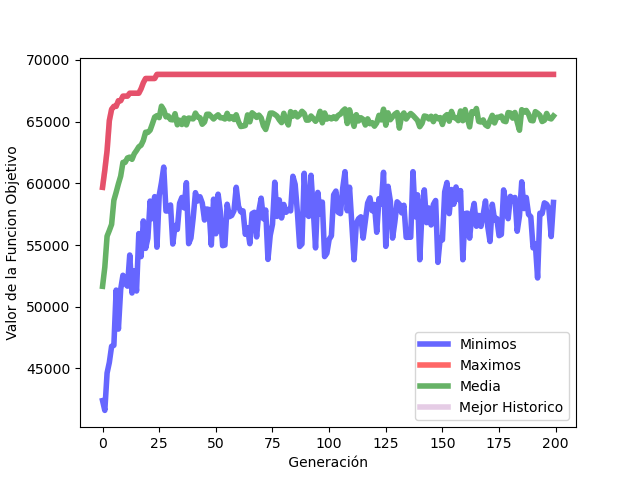 70000
65000
60000
55000
50000
45000
Valor de la Funcion Objetivo
0 25 50 75 100 125 150 175 200
Generación
Minimos
Maximos
Media
Mejor Historico